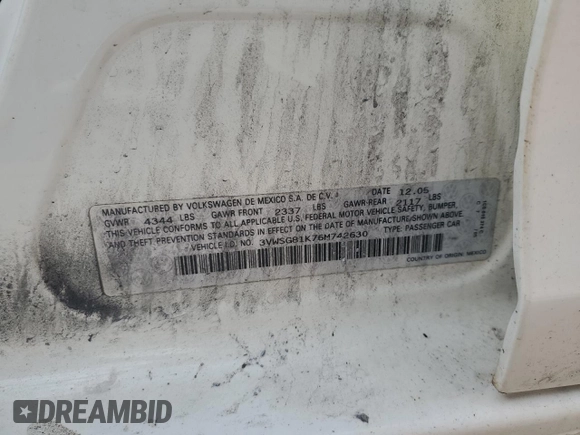 MANUFACTURED BY VOLKSWAGEN DE MEXICO S.A. DE C.V. DATE 12.05
GVWR 4344 LBS GAWR FRONT 2337 LBS GAWR-REAR 2117 LBS
THIS VEHICLE CONFORMS TO ALL APPLICABLE U.S. FEDERAL MOTOR VEHICLE SAFETY, BUMPER,
AND THEFT PREVENTION STANDARDS IN EFFECT ON THE DATE OF MANUFACTURE SHOWN ABOVE.
VEHICLE I.D. NO. 3VWSG81K76M742630 TYPE: PASSENGER CAR
COUNTRY OF ORIGIN: MEXICO
DREAMBID